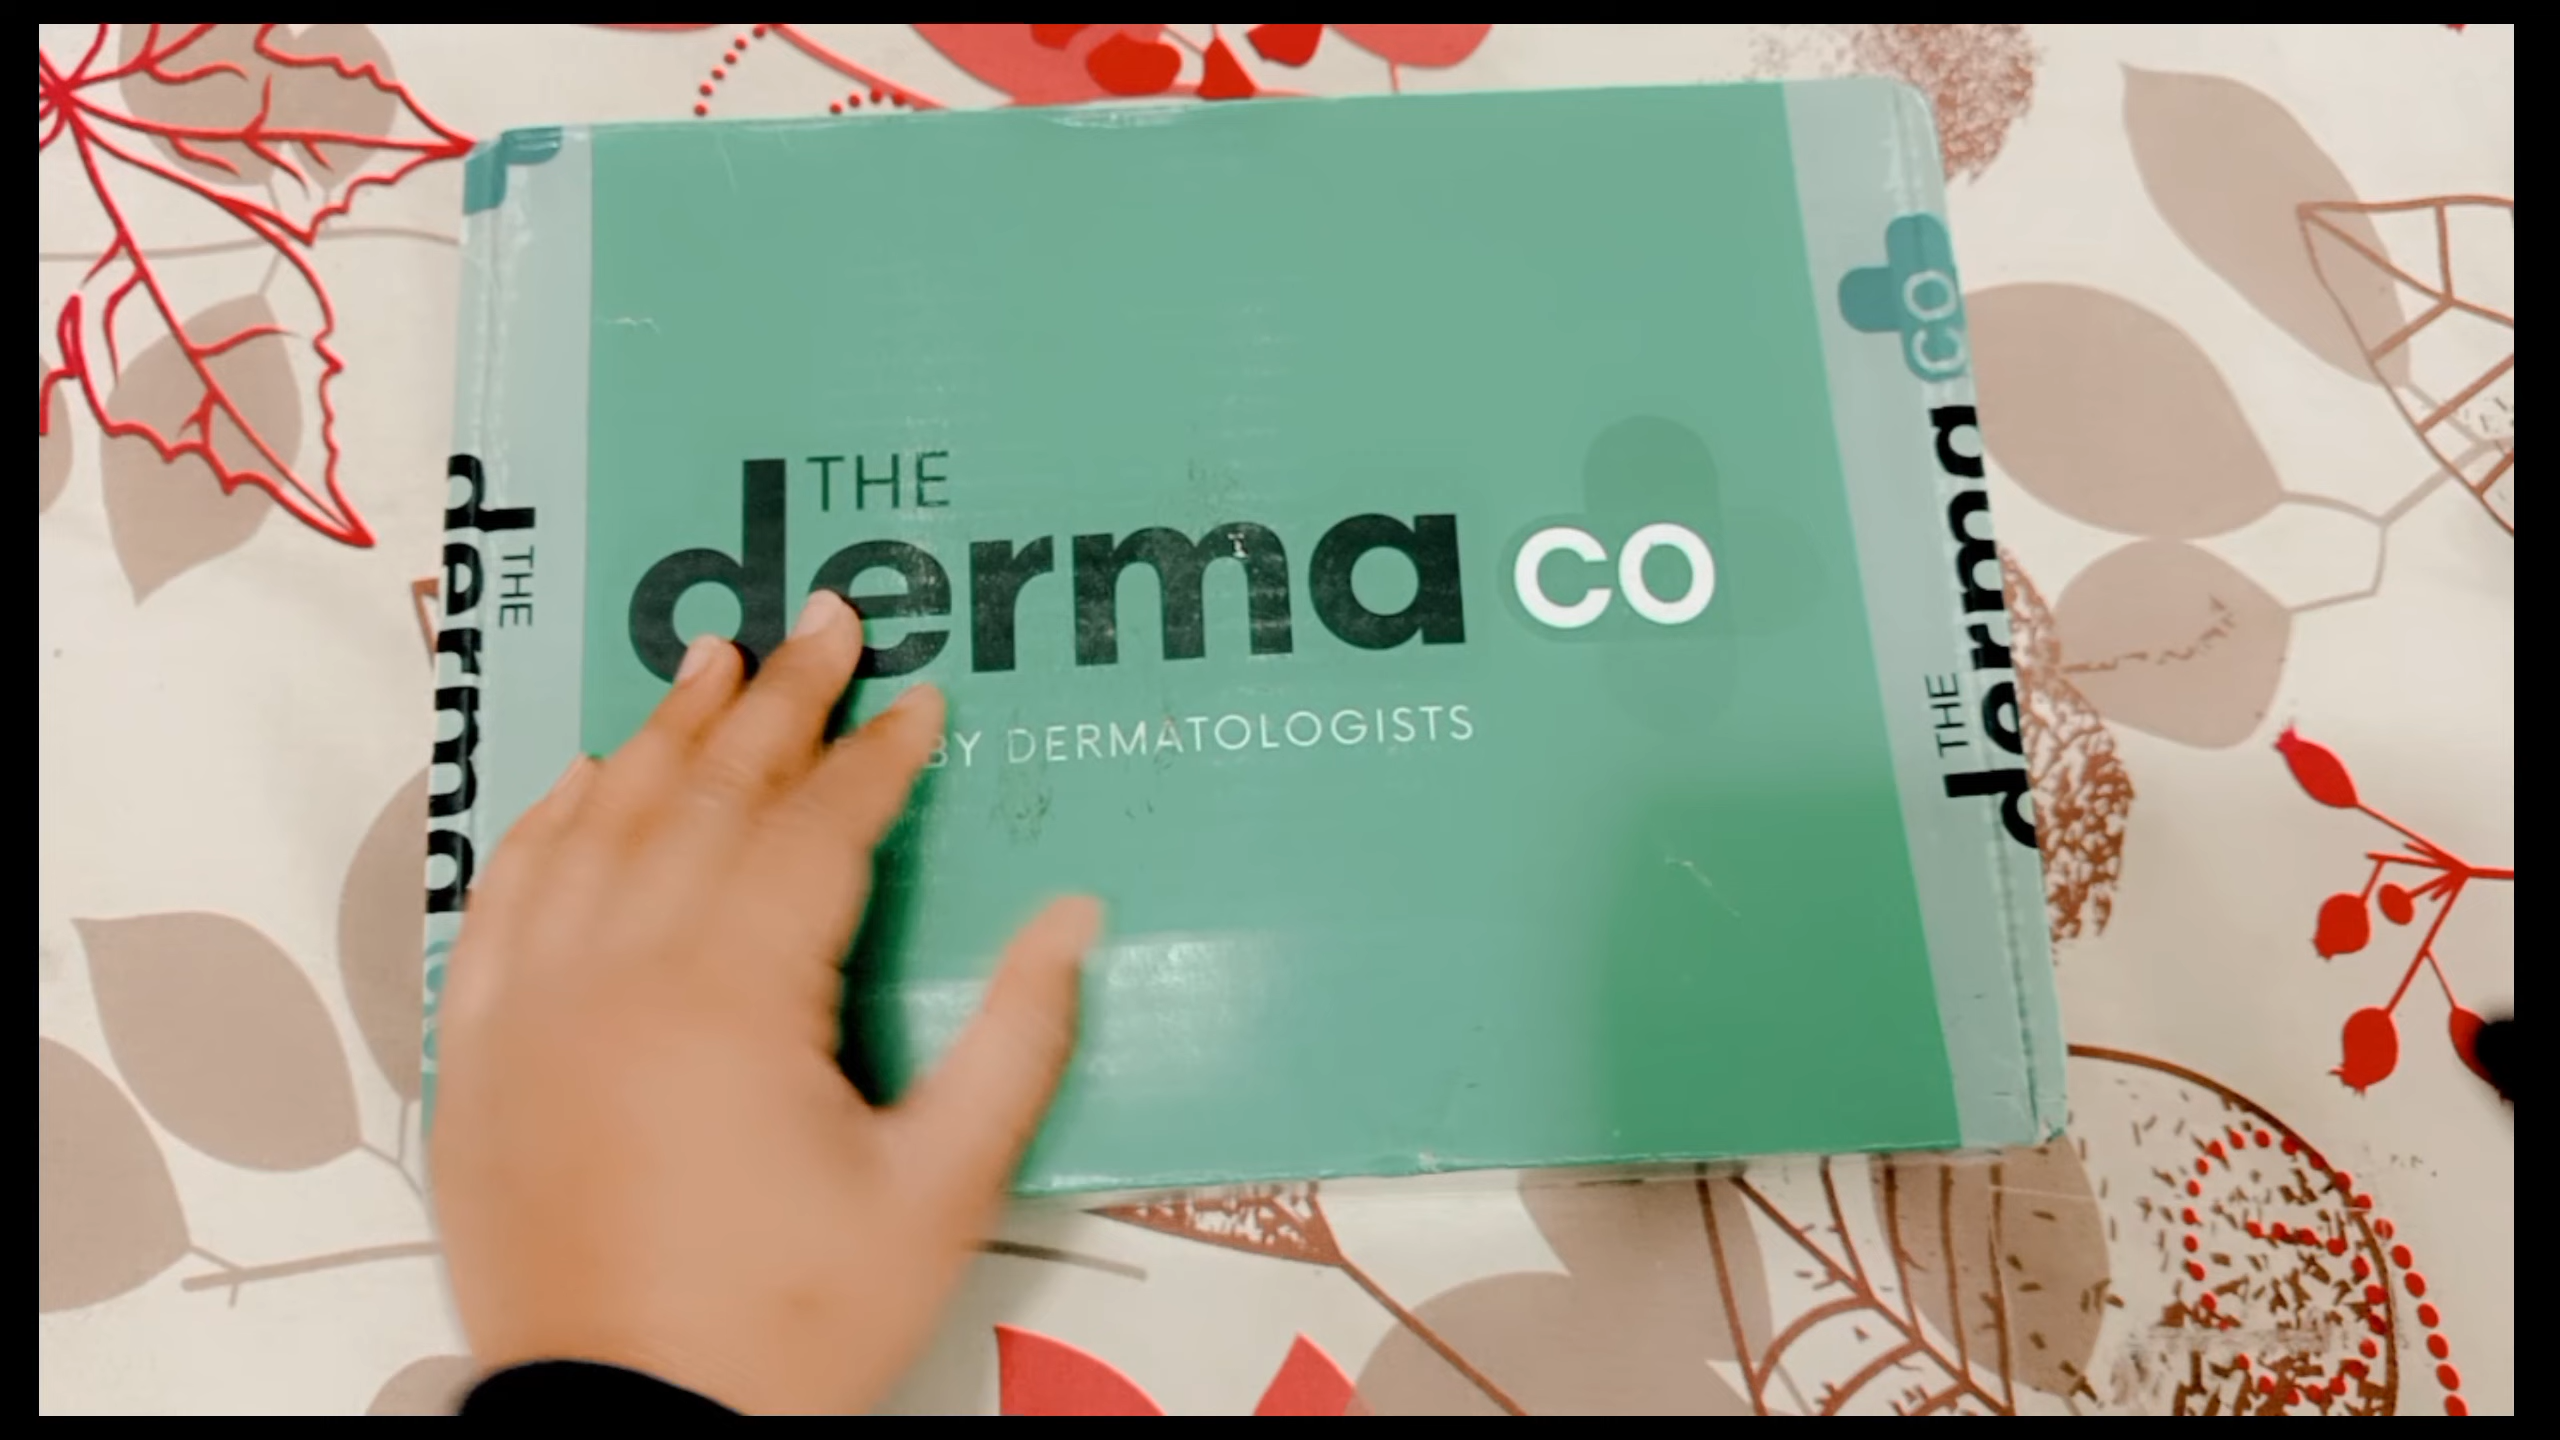 THE
derma co
BY DERMATOLOGISTS
THE
derma
THE
derma co